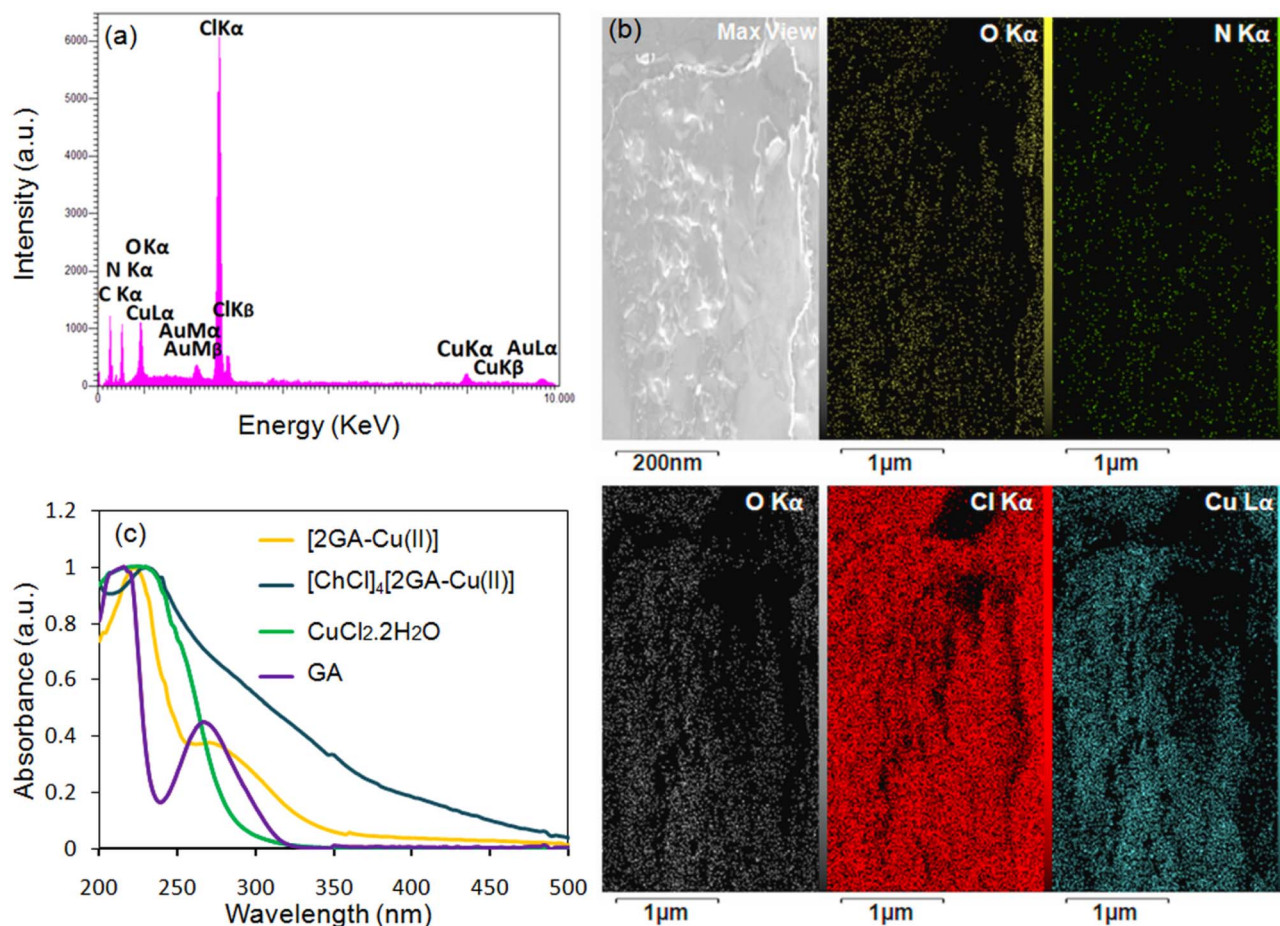 (a)
ClKα
6000
5000
4000
3000
2000
1000
0
Intensity (a.u.)
O Kα
N Kα
C Kα
CuLα
AuMα
AuMβ
ClKβ
CuKα
CuKβ
AuLα
0
10.000
Energy (KeV)
(b)
Max View
O Kα
N Kα
200nm
1µm
1µm
O Kα
Cl Kα
Cu Lα
1µm
1µm
1µm
(c)
1.2
1
0.8
0.6
0.4
0.2
0
Absorbance (a.u.)
[2GA-Cu(II)]
[ChCl]₄[2GA-Cu(II)]
CuCl₂.2H₂O
GA
200 250 300 350 400 450 500
Wavelength (nm)